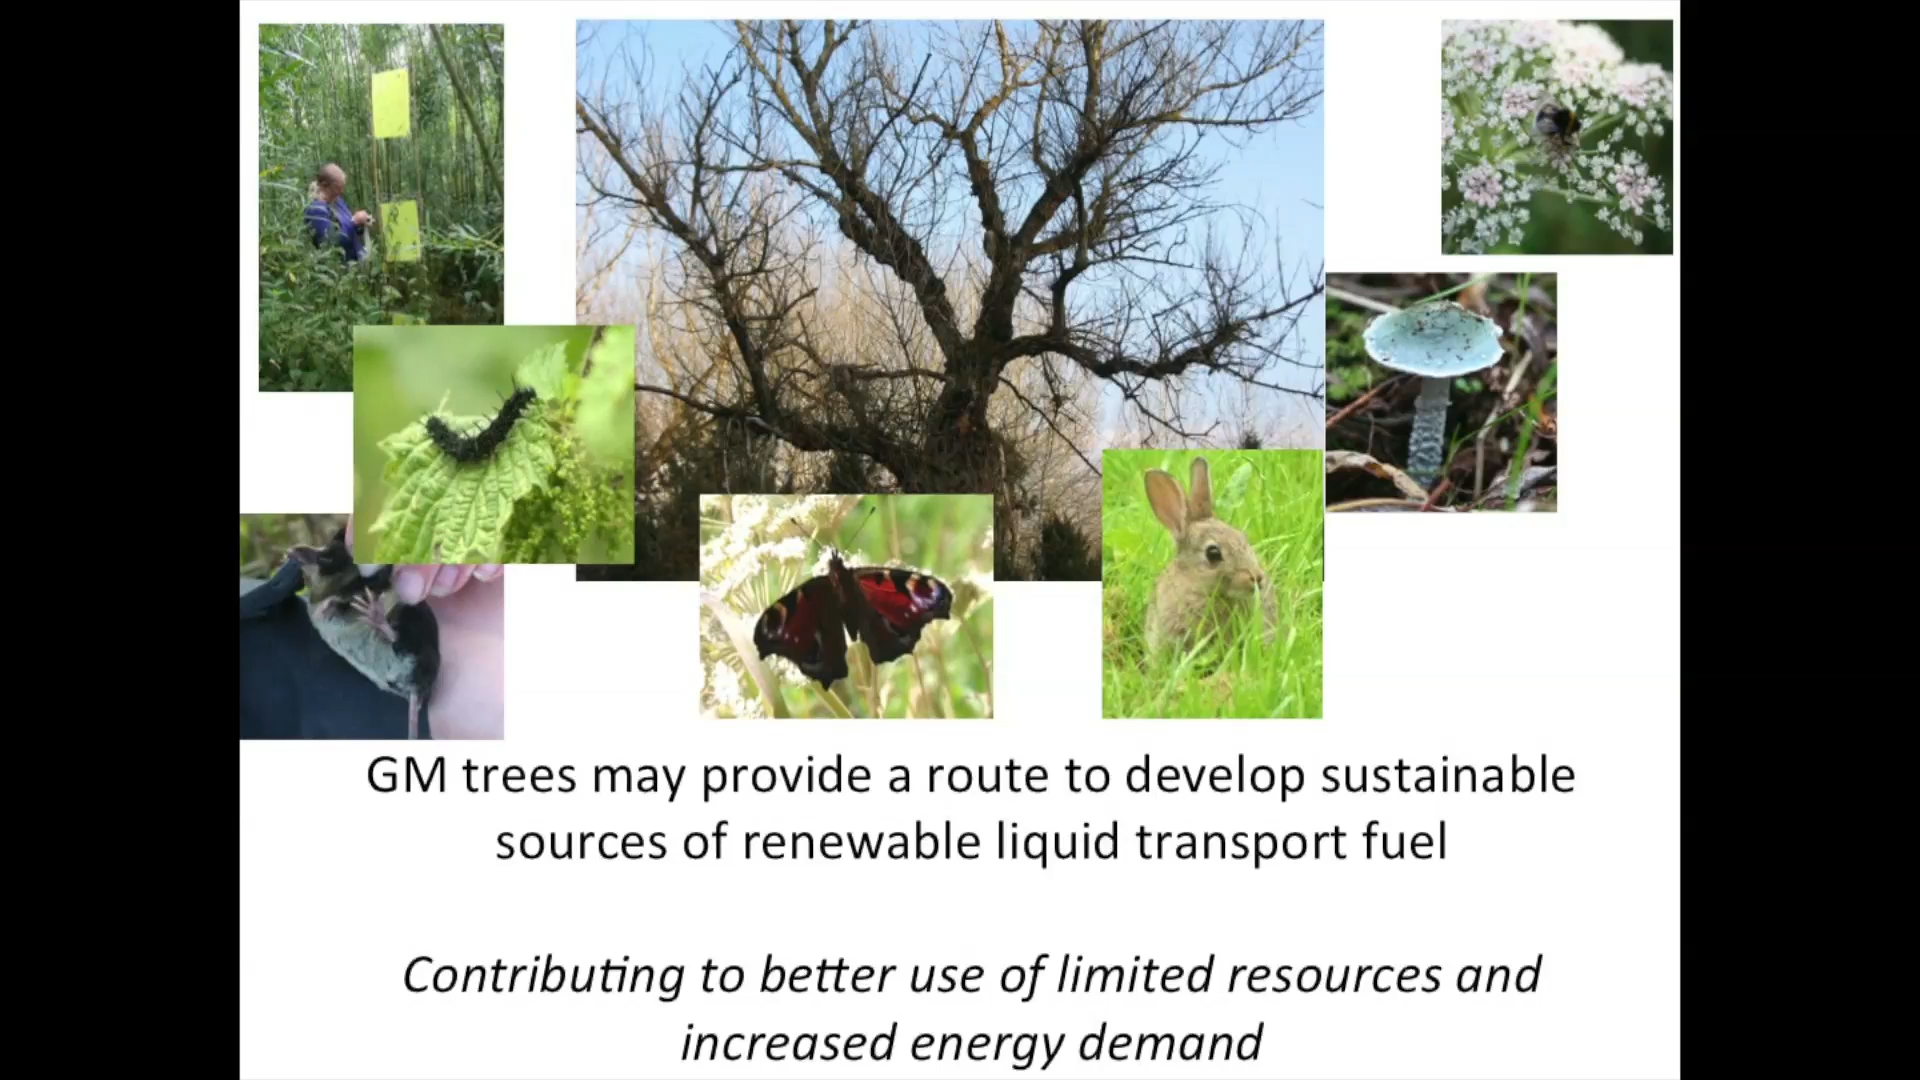 GM trees may provide a route to develop sustainable
sources of renewable liquid transport fuel
Contributing to better use of limited resources and
increased energy demand